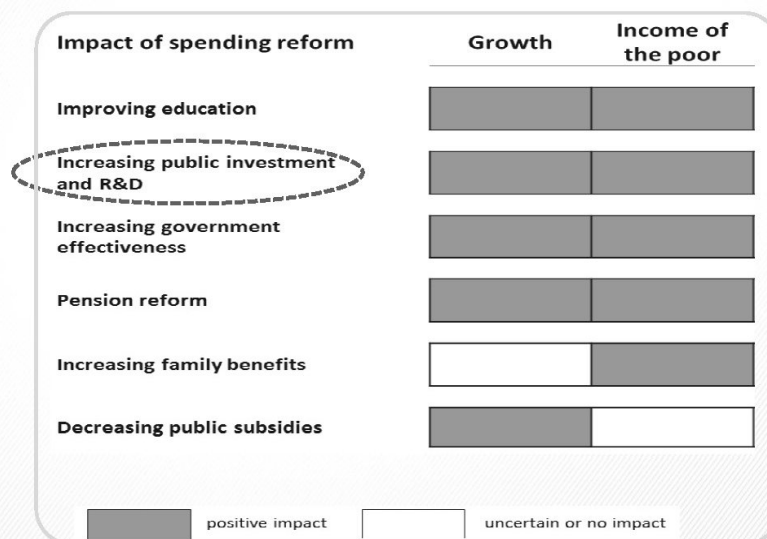 Impact of spending reform
Growth
Income of
the poor
Improving education
Increasing public investment
and R&D
Increasing government
effectiveness
Pension reform
Increasing family benefits
Decreasing public subsidies
positive impact
uncertain or no impact